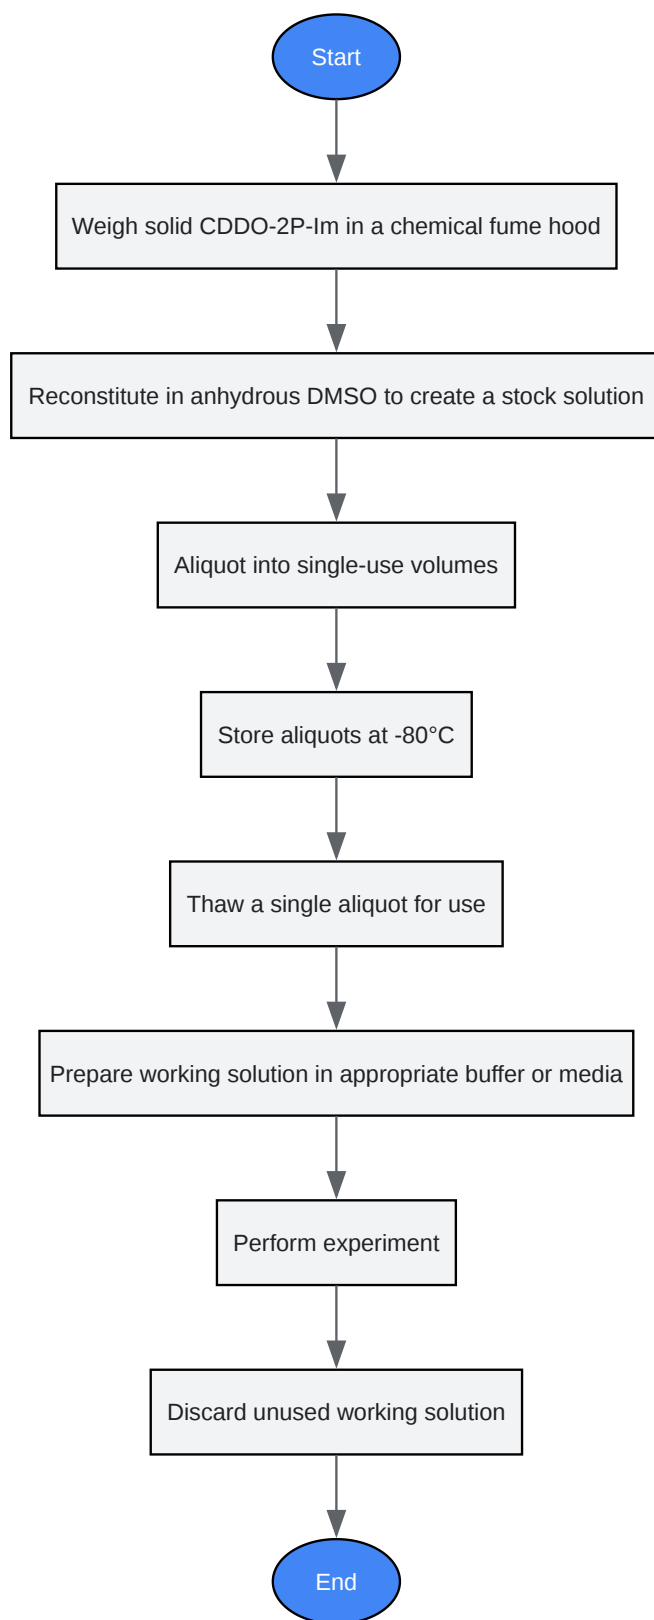 Start
Weigh solid CDDO-2P-Im in a chemical fume hood
Reconstitute in anhydrous DMSO to create a stock solution
Aliquot into single-use volumes
Store aliquots at -80°C
Thaw a single aliquot for use
Prepare working solution in appropriate buffer or media
Perform experiment
Discard unused working solution
End